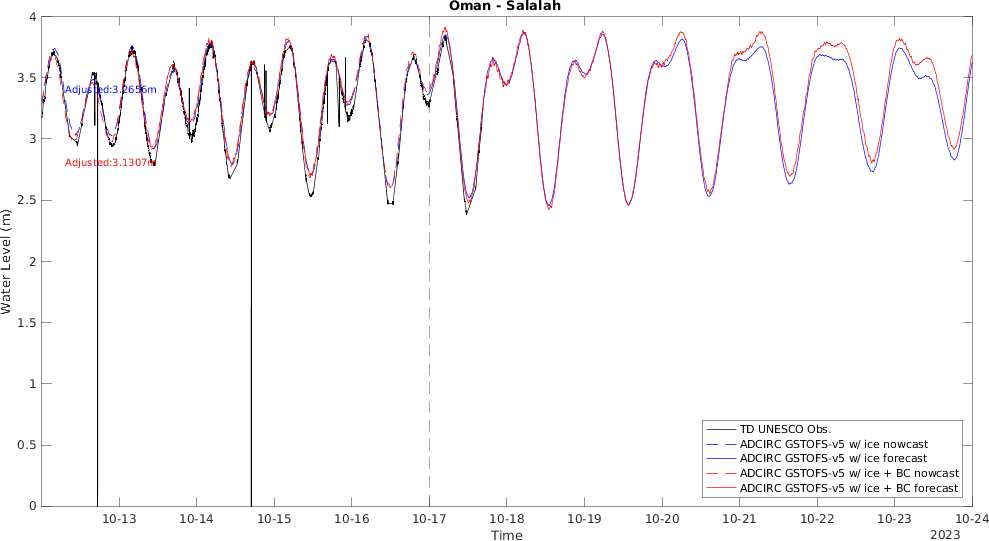 Oman - Salalah
Water Level (m)
4
3.5
3
2.5
2
1.5
1
0.5
0
Adjusted:3.2656m
Adjusted:3.1307m
TD UNESCO Obs.
ADCIRC GSTOFS-v5 w/ ice nowcast
ADCIRC GSTOFS-v5 w/ ice forecast
ADCIRC GSTOFS-v5 w/ ice + BC nowcast
ADCIRC GSTOFS-v5 w/ ice + BC forecast
10-13 10-14 10-15 10-16 10-17 10-18 10-19 10-20 10-21 10-22 10-23 10-24
Time
2023